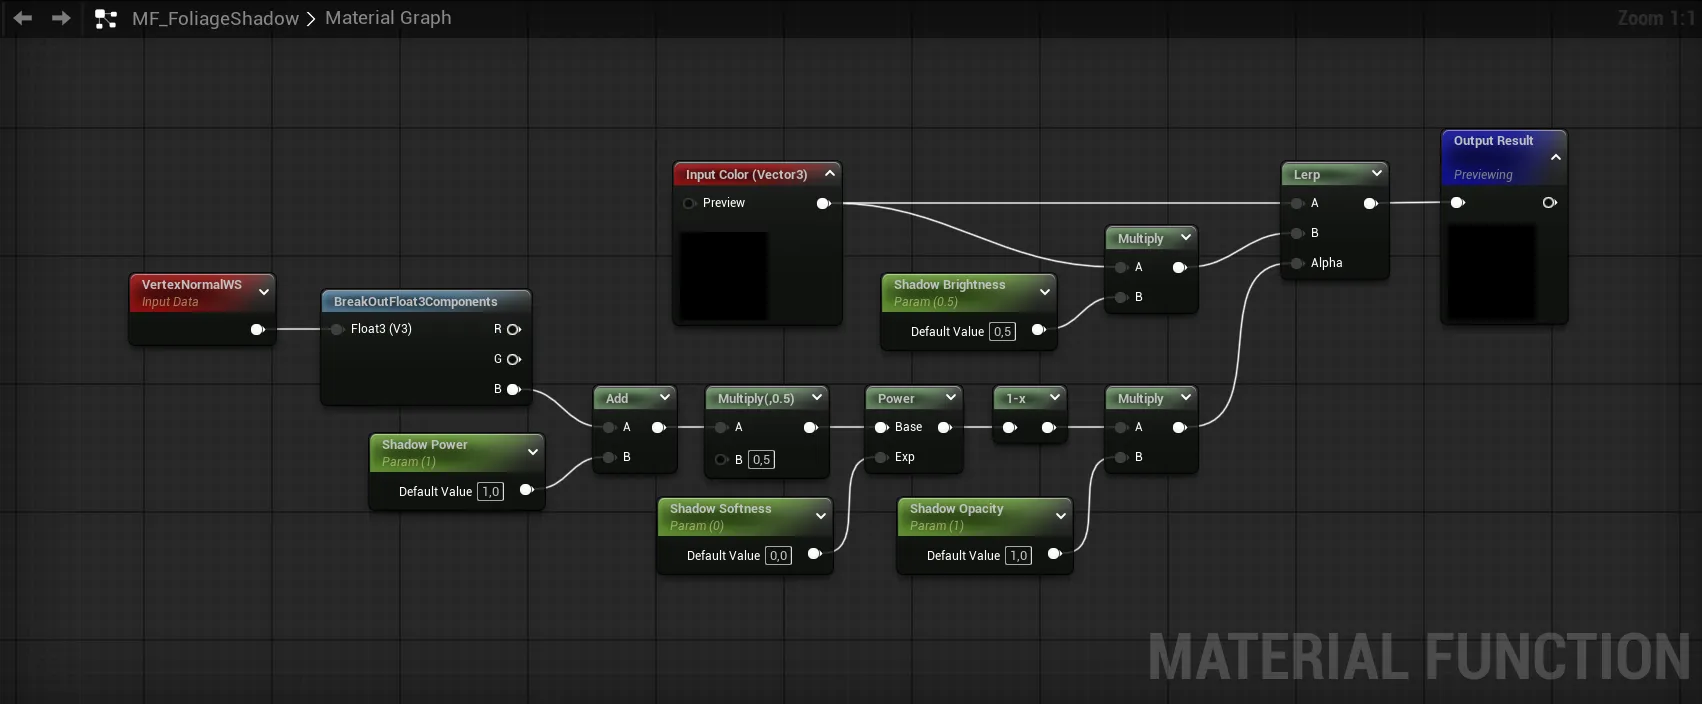 MF_FoliageShadow > Material Graph
Zoom 1:1
Output Result
Previewing
Input Color (Vector3)
Preview
Lerp
A
B
Alpha
Multiply
A
B
Shadow Brightness
Param (0.5)
Default Value 0,5
VertexNormalWS
Input Data
BreakOutFloat3Components
Float3 (V3)
R
G
B
Shadow Power
Param (1)
Default Value 1,0
Add
A
B
Multiply(,0.5)
A
B 0,5
Power
Base
Exp
1-x
Multiply
A
B
Shadow Softness
Param (0)
Default Value 0,0
Shadow Opacity
Param (1)
Default Value 1,0
MATERIAL FUNCTION